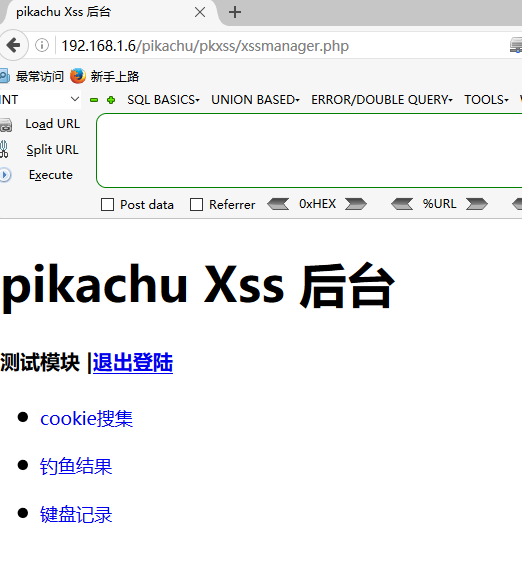 pikachu Xss 后台
192.168.1.6/pikachu/pkxss/xssmanager.php
最常访问 新手上路
INT SQL BASICS UNION BASED ERROR/DOUBLE QUERY TOOLS
Load URL
Split URL
Execute
Post data Referrer 0xHEX %URL
pikachu Xss 后台
测试模块 |退出登陆
cookie搜集
钓鱼结果
键盘记录